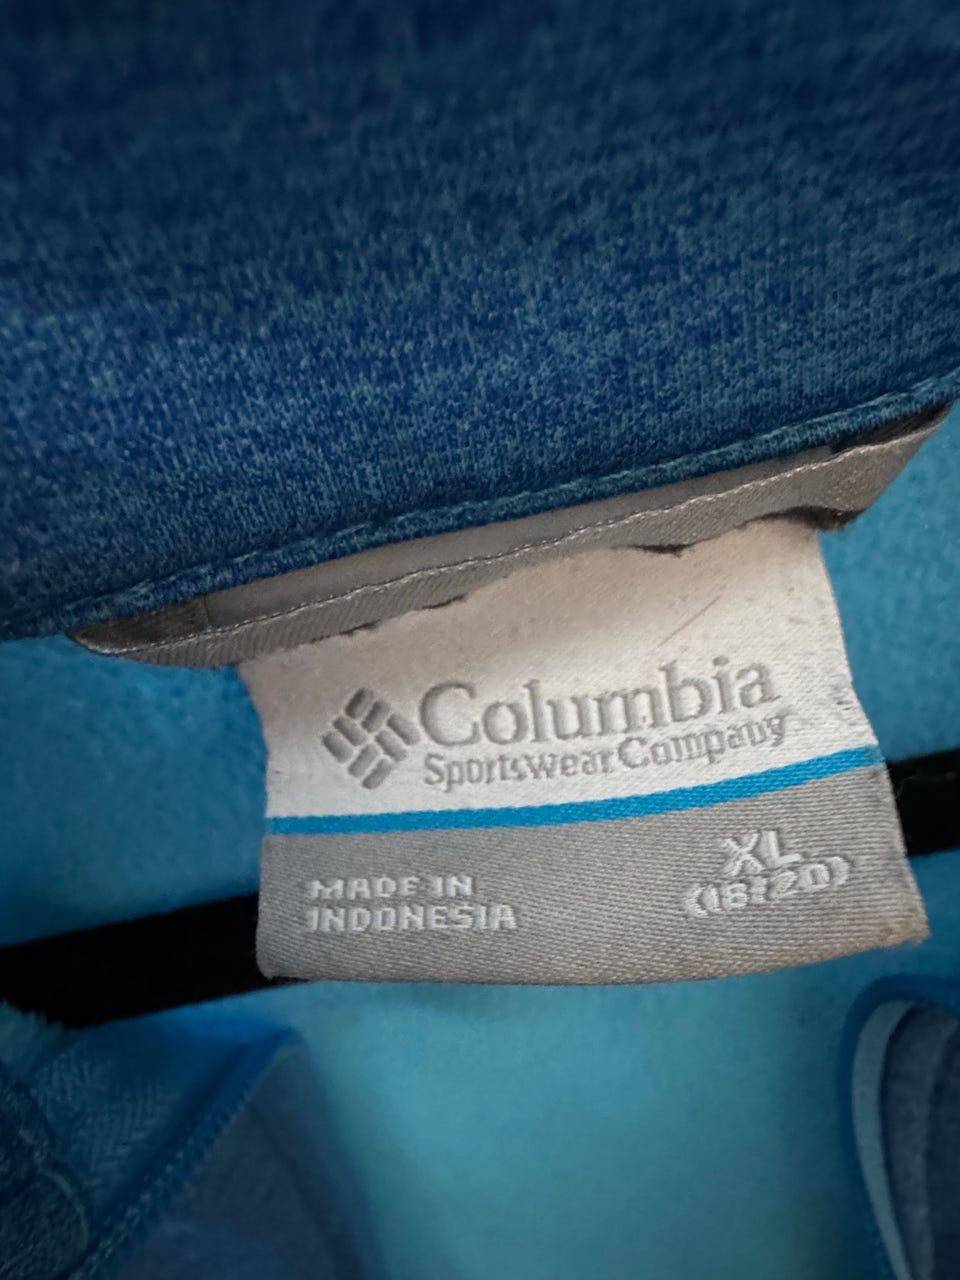 Columbia
Sportswear Company
XL
(18/20)
MADE IN
INDONESIA